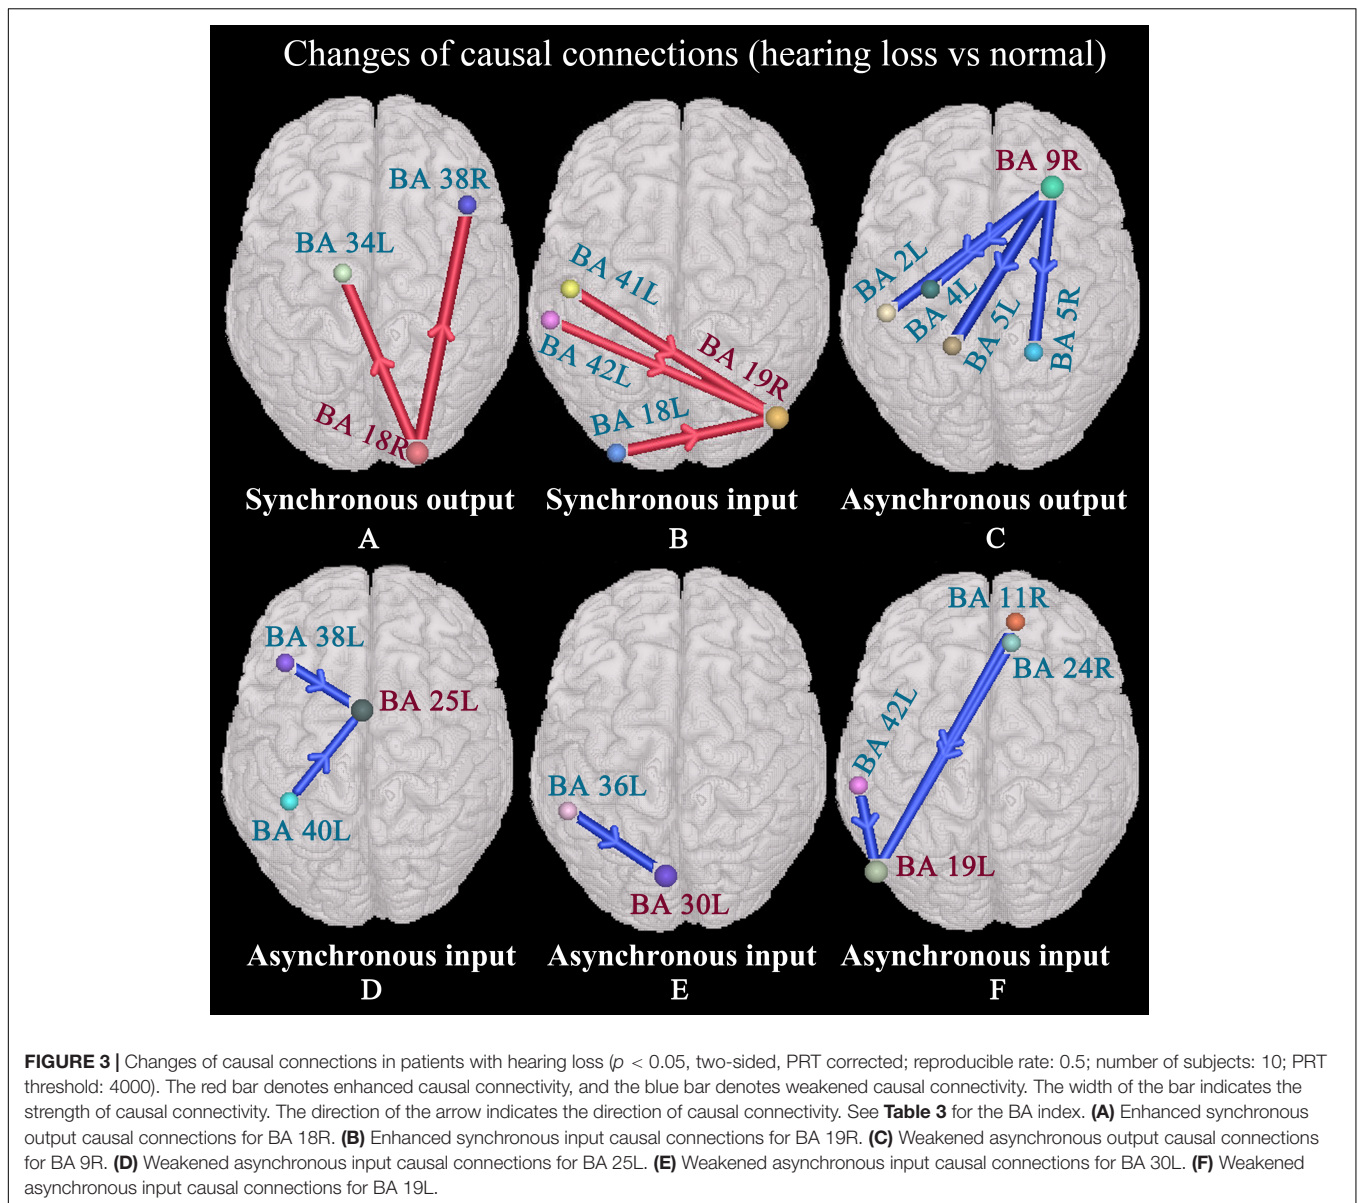 Changes of causal connections (hearing loss vs normal)
BA 38R
BA 34L
BA 18R
Synchronous output
A
BA 41L
BA 42L
BA 19R
BA 18L
Synchronous input
B
BA 9R
BA 2L
BA 4L
BA 5L
BA 5R
Asynchronous output
C
BA 38L
BA 25L
BA 40L
Asynchronous input
D
BA 36L
BA 30L
Asynchronous input
E
BA 11R
BA 24R
BA 42L
BA 19L
Asynchronous input
F
FIGURE 3 | Changes of causal connections in patients with hearing loss (p < 0.05, two-sided, PRT corrected; reproducible rate: 0.5; number of subjects: 10; PRT
threshold: 4000). The red bar denotes enhanced causal connectivity, and the blue bar denotes weakened causal connectivity. The width of the bar indicates the
strength of causal connectivity. The direction of the arrow indicates the direction of causal connectivity. See Table 3 for the BA index. (A) Enhanced synchronous
output causal connections for BA 18R. (B) Enhanced synchronous input causal connections for BA 19R. (C) Weakened asynchronous output causal connections
for BA 9R. (D) Weakened asynchronous input causal connections for BA 25L. (E) Weakened asynchronous input causal connections for BA 30L. (F) Weakened
asynchronous input causal connections for BA 19L.